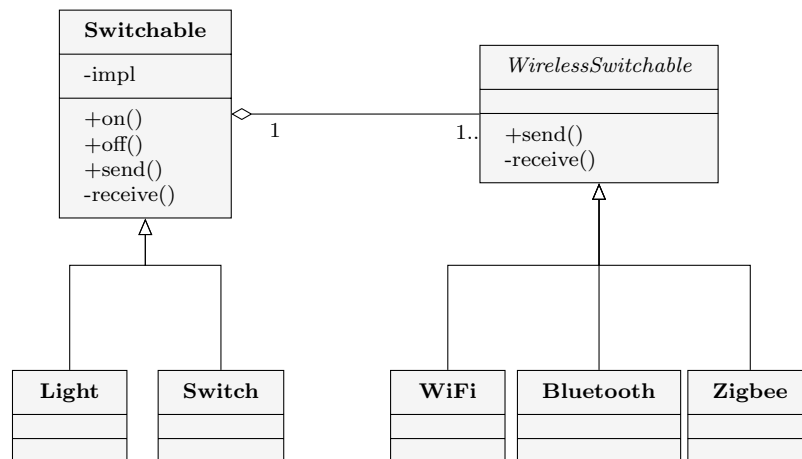 Switchable
-impl
+on()
+off()
+send()
-receive()
1
1..
WirelessSwitchable
+send()
-receive()
Light
Switch
WiFi
Bluetooth
Zigbee